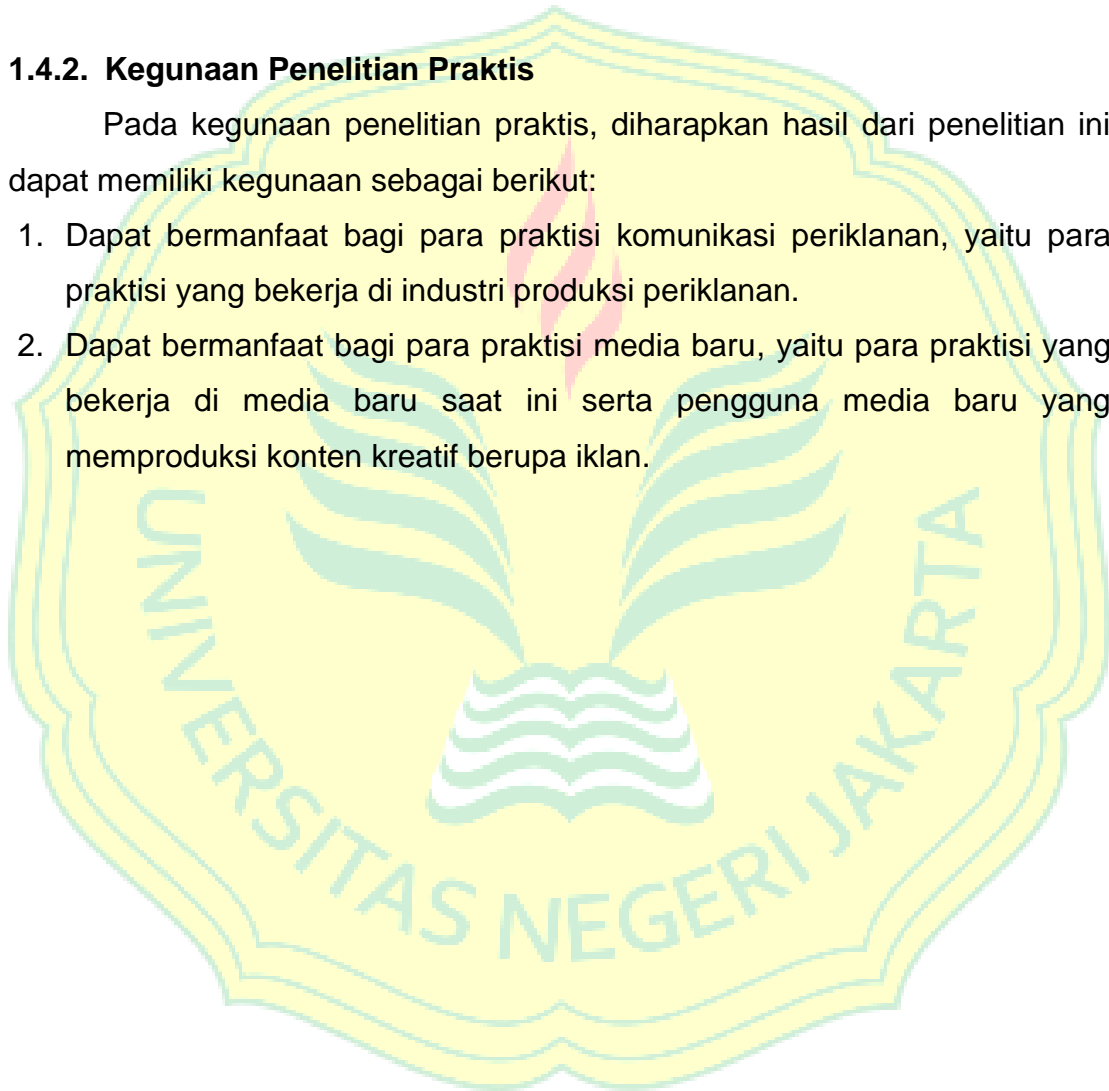 1.4.2. Kegunaan Penelitian Praktis
Pada kegunaan penelitian praktis, diharapkan hasil dari penelitian ini
dapat memiliki kegunaan sebagai berikut:
1. Dapat bermanfaat bagi para praktisi komunikasi periklanan, yaitu para
praktisi yang bekerja di industri produksi periklanan.
2. Dapat bermanfaat bagi para praktisi media baru, yaitu para praktisi yang
bekerja di media baru saat ini serta pengguna media baru yang
memproduksi konten kreatif berupa iklan.
UNIVERSITAS NEGERI JAKARTA